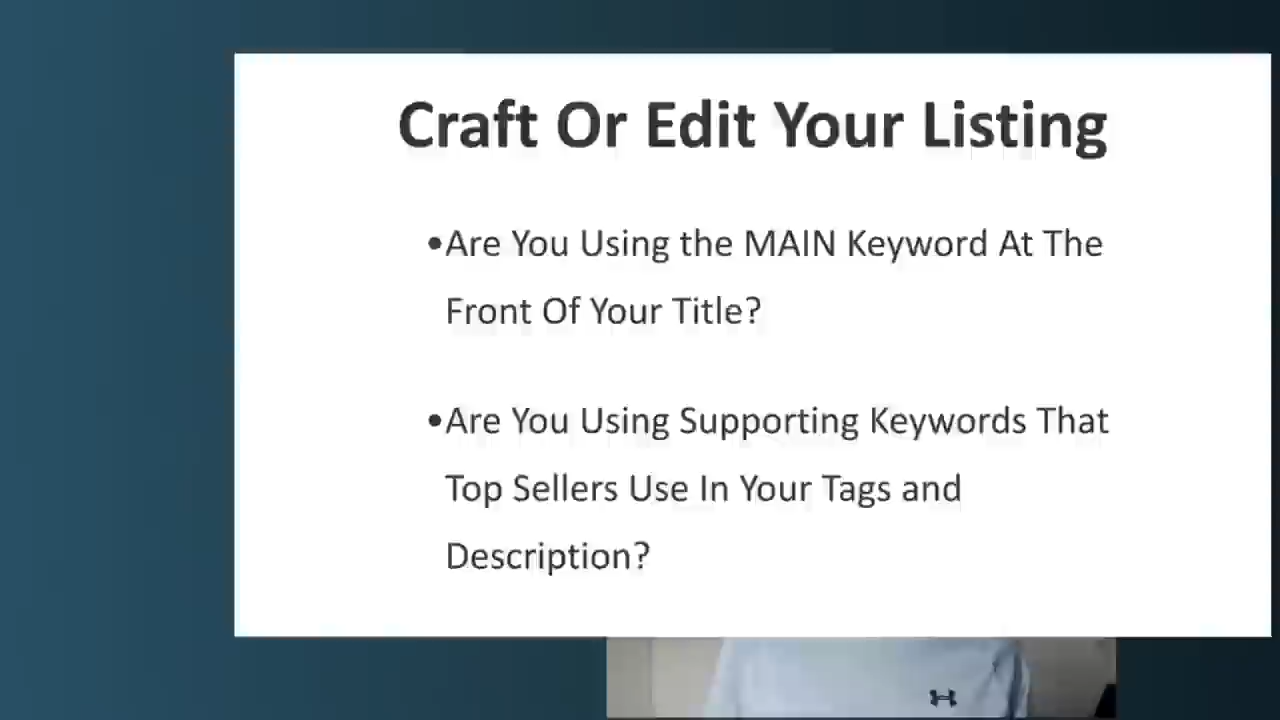 Craft Or Edit Your Listing
•Are You Using the MAIN Keyword At The
Front Of Your Title?
•Are You Using Supporting Keywords That
Top Sellers Use In Your Tags and
Description?